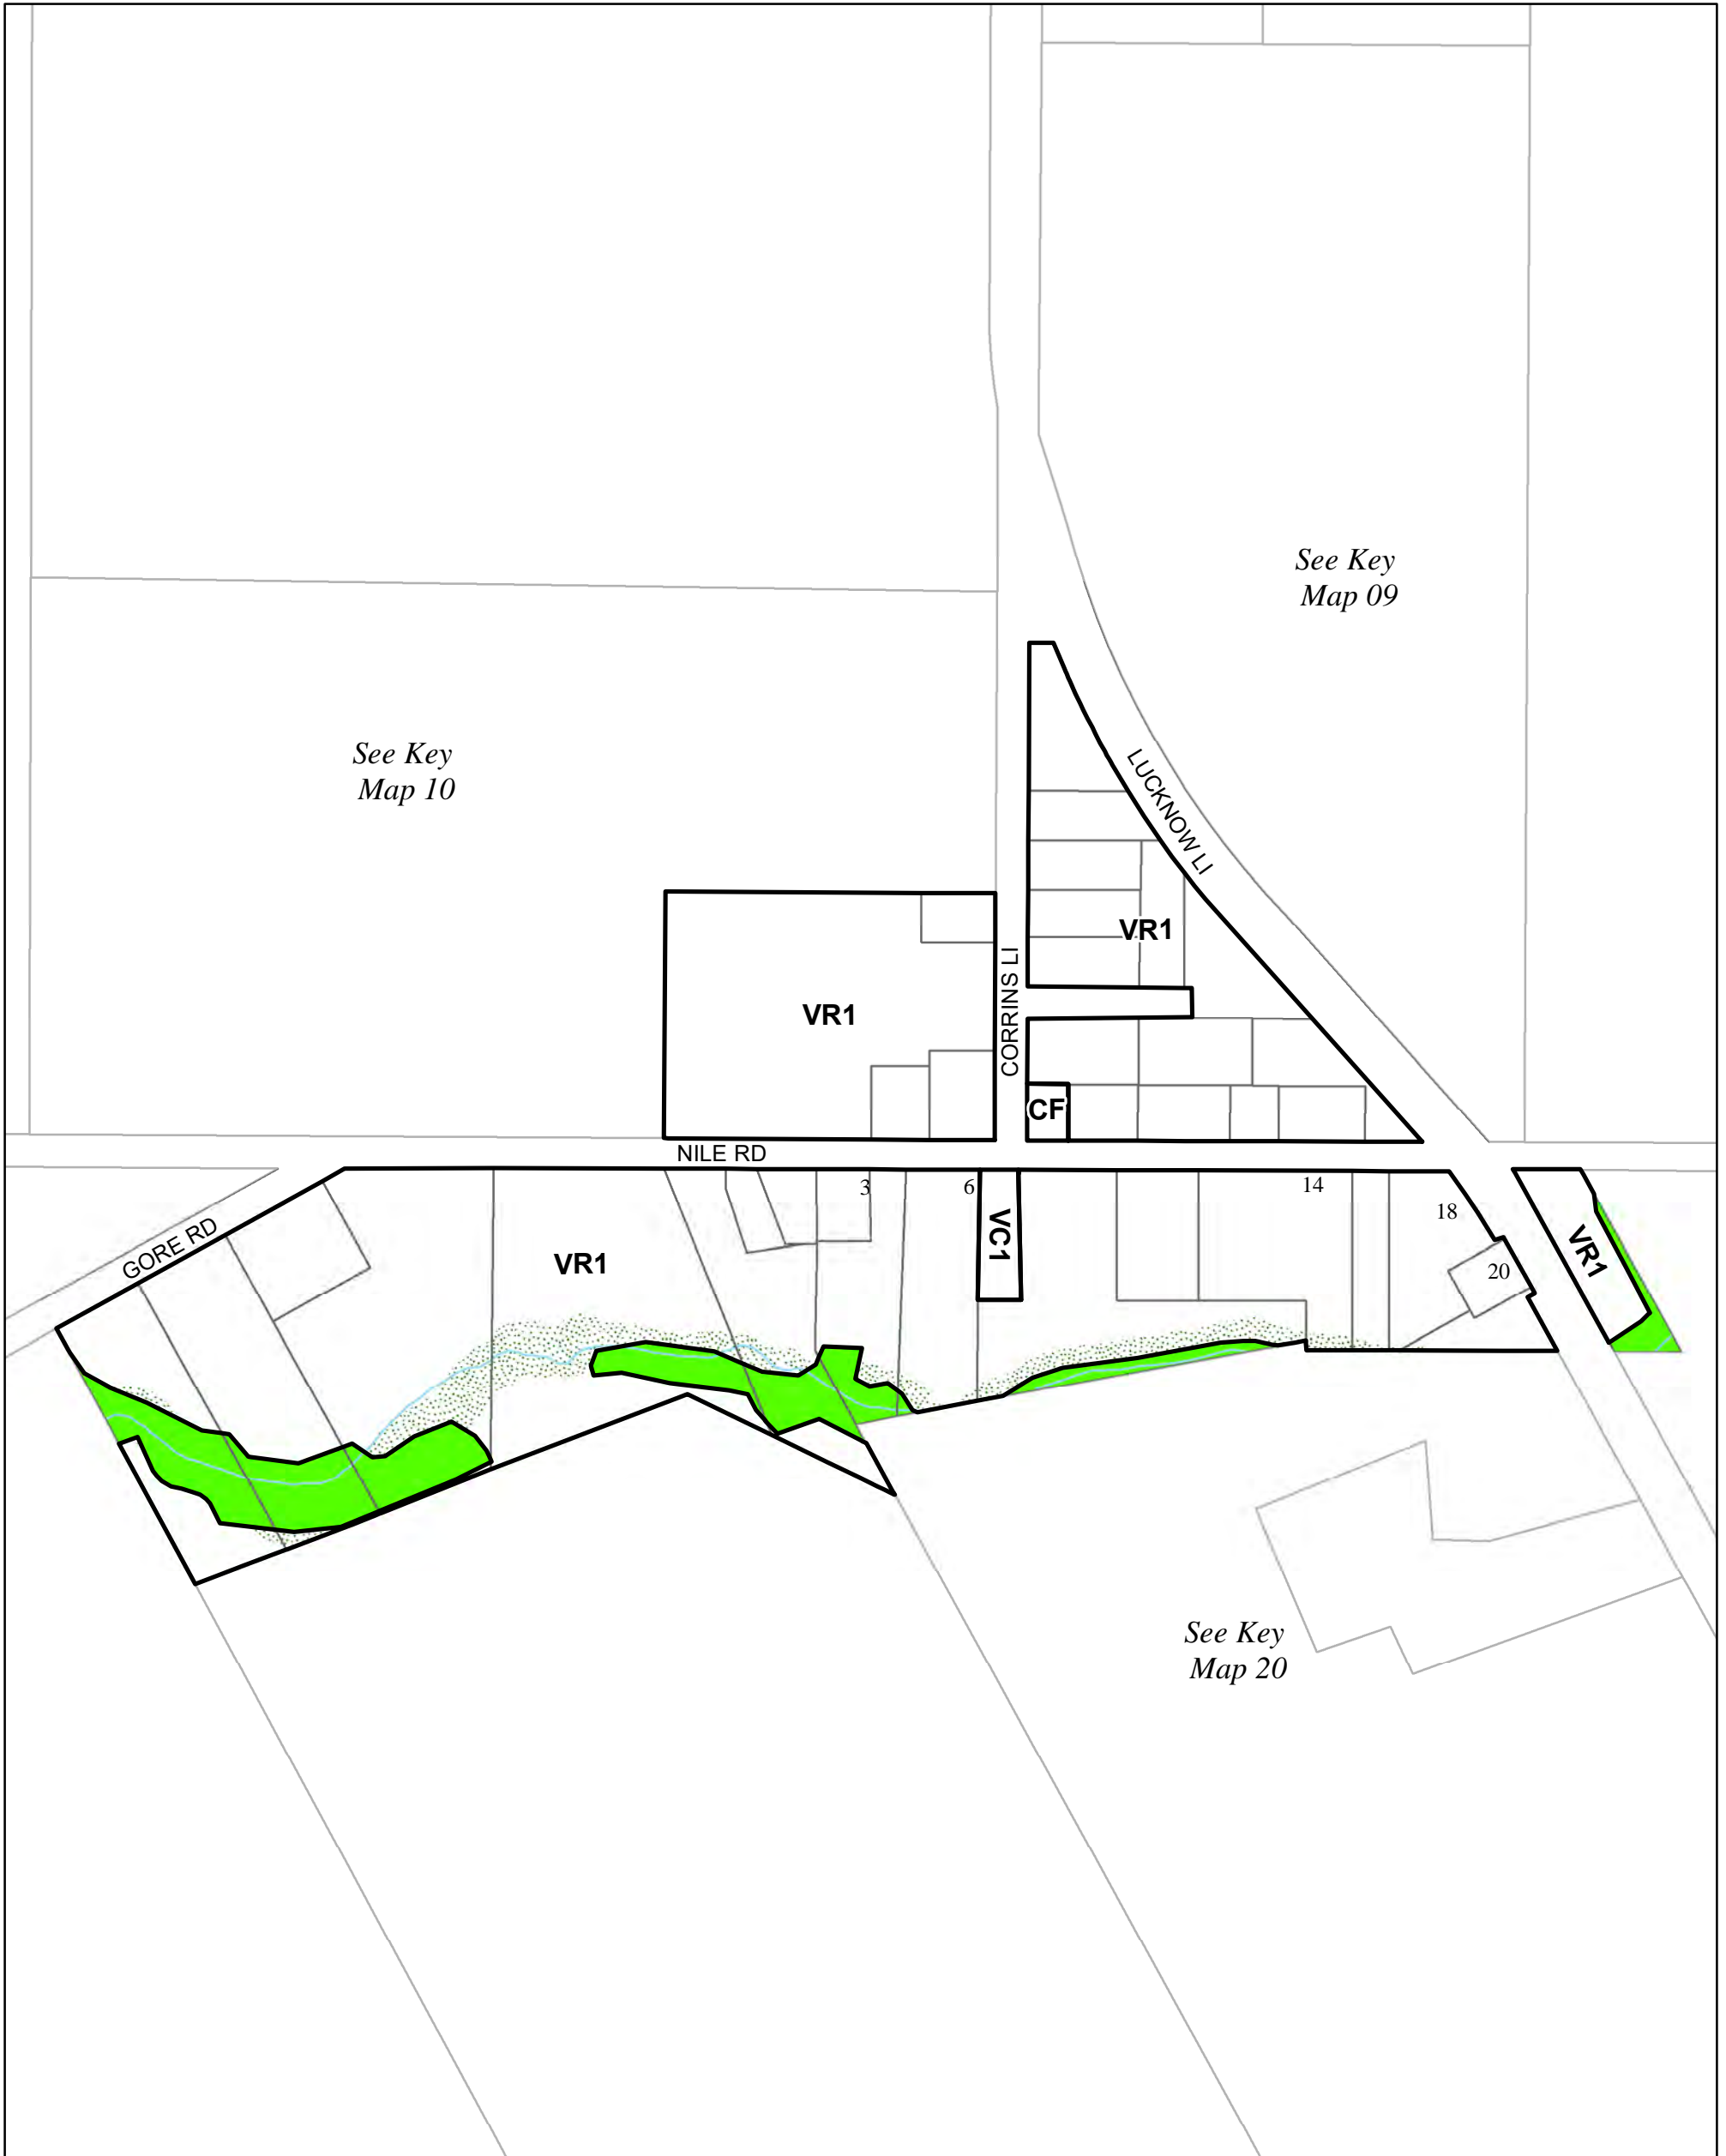 See Key
Map 09
See Key
Map 10
LUCKNOW LI
VR1
CORRINS LI
VR1
CF
NILE RD
3
6
14
18
GORE RD
VC1
VR1
VR1
20
See Key
Map 20